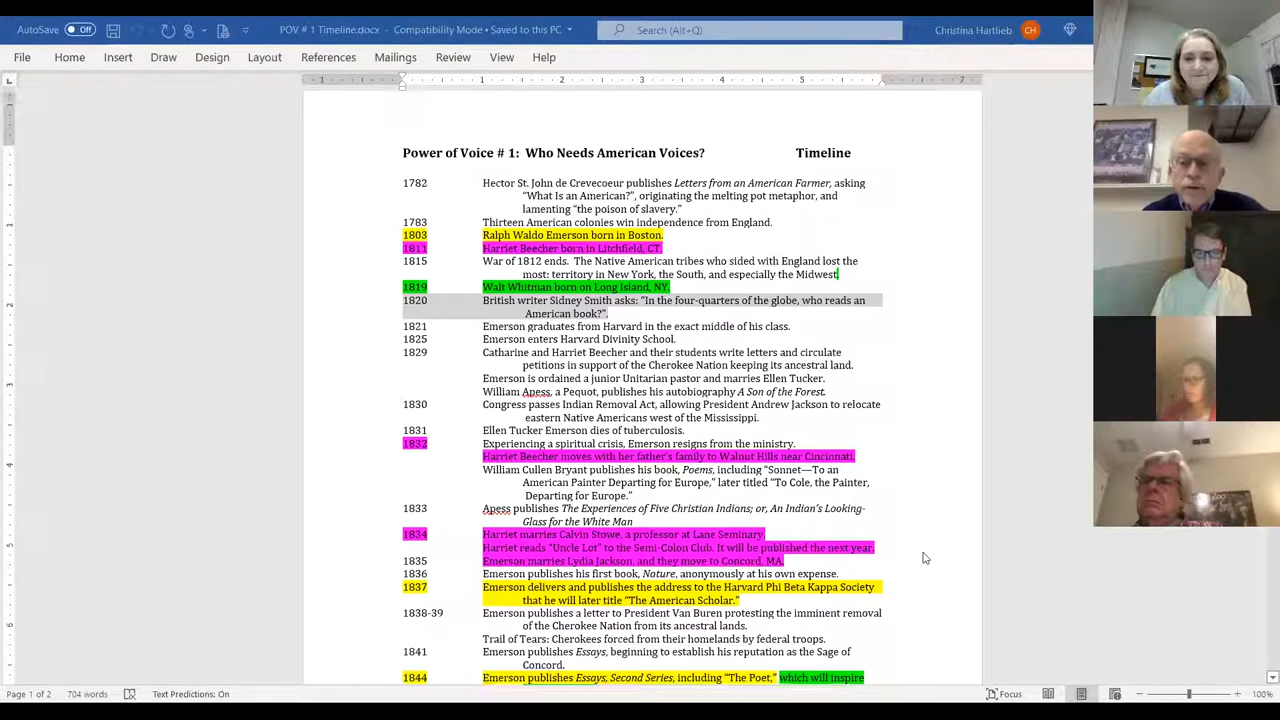 AutoSave Off POV # 1 Timeline.docx - Compatibility Mode • Saved to this PC Search (Alt+Q) Christina Hartlieb CH
File Home Insert Draw Design Layout References Mailings Review View Help
1 1 2 3 4 5 7
Power of Voice # 1: Who Needs American Voices? Timeline
1782 Hector St. John de Crevecoeur publishes Letters from an American Farmer, asking
“What Is an American?”, originating the melting pot metaphor, and
lamenting “the poison of slavery.”
1783 Thirteen American colonies win independence from England.
1803 Ralph Waldo Emerson born in Boston.
1811 Harriet Beecher born in Litchfield, CT.
1815 War of 1812 ends. The Native American tribes who sided with England lost the
most: territory in New York, the South, and especially the Midwest.
1819 Walt Whitman born on Long Island, NY.
1820 British writer Sidney Smith asks: “In the four-quarters of the globe, who reads an
American book?”.
1821 Emerson graduates from Harvard in the exact middle of his class.
1825 Emerson enters Harvard Divinity School.
1829 Catharine and Harriet Beecher and their students write letters and circulate
petitions in support of the Cherokee Nation keeping its ancestral land.
Emerson is ordained a junior Unitarian pastor and marries Ellen Tucker.
William Apess, a Pequot, publishes his autobiography A Son of the Forest.
1830 Congress passes Indian Removal Act, allowing President Andrew Jackson to relocate
eastern Native Americans west of the Mississippi.
1831 Ellen Tucker Emerson dies of tuberculosis.
1832 Experiencing a spiritual crisis, Emerson resigns from the ministry.
Harriet Beecher moves with her father’s family to Walnut Hills near Cincinnati.
William Cullen Bryant publishes his book, Poems, including “Sonnet—To an
American Painter Departing for Europe,” later titled “To Cole, the Painter,
Departing for Europe.”
1833 Apess publishes The Experiences of Five Christian Indians; or, An Indian’s Looking-
Glass for the White Man
1834 Harriet marries Calvin Stowe, a professor at Lane Seminary.
Harriet reads “Uncle Lot” to the Semi-Colon Club. It will be published the next year.
1835 Emerson marries Lydia Jackson, and they move to Concord, MA.
1836 Emerson publishes his first book, Nature, anonymously at his own expense.
1837 Emerson delivers and publishes the address to the Harvard Phi Beta Kappa Society
that he will later title “The American Scholar.”
1838-39 Emerson publishes a letter to President Van Buren protesting the imminent removal
of the Cherokee Nation from its ancestral lands.
Trail of Tears: Cherokees forced from their homelands by federal troops.
1841 Emerson publishes Essays, beginning to establish his reputation as the Sage of
Concord.
1844 Emerson publishes Essays, Second Series, including “The Poet,” which will inspire
Page 1 of 2 704 words Text Predictions: On Focus 100%